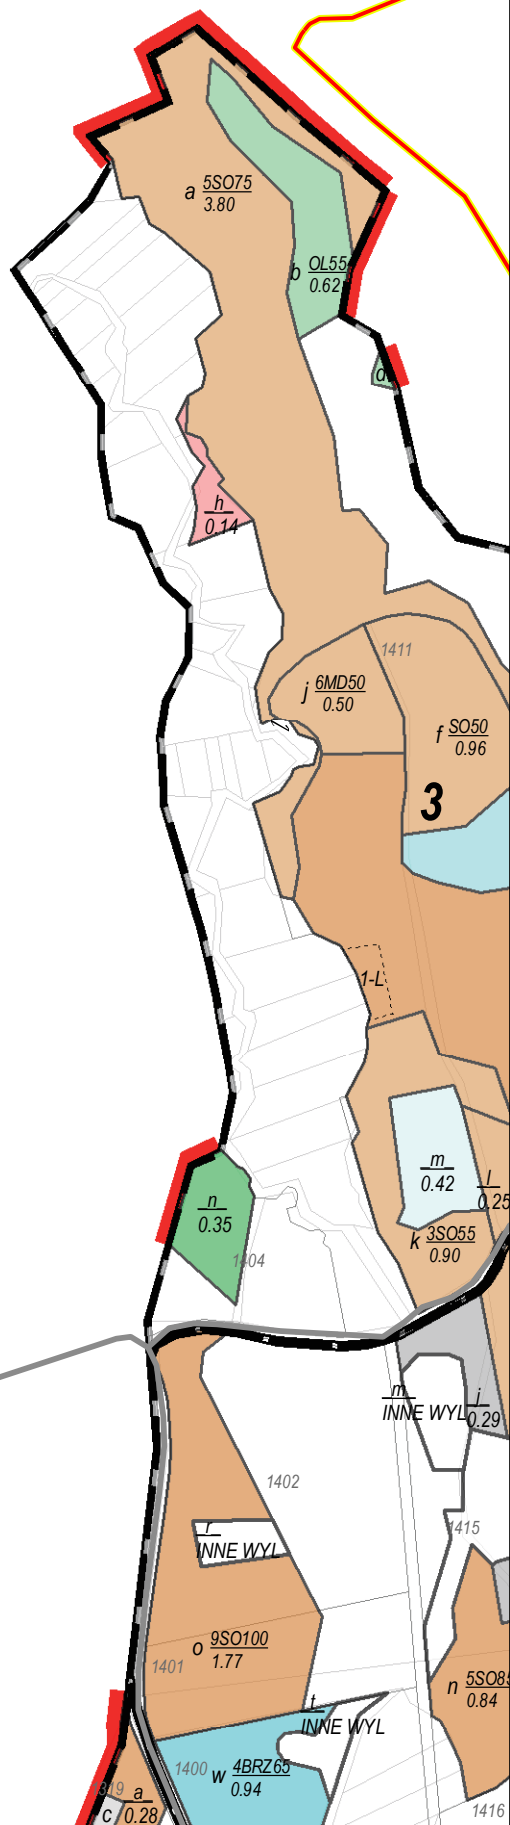 a 5SO75
3.80
b OL55
0.62
d
h
0.14
1411
j 6MD50
0.50
f SO50
0.96
3
1-L
m
0.42
l
0.25
k 3SO55
0.90
n
0.35
1404
m
INNE WYL
j
0.29
1402
1415
r
INNE WYL
o 9SO100
1.77
1401
n 5SO85
0.84
t
INNE WYL
1400
w 4BRZ65
0.94
1319
a
0.28
c
1416